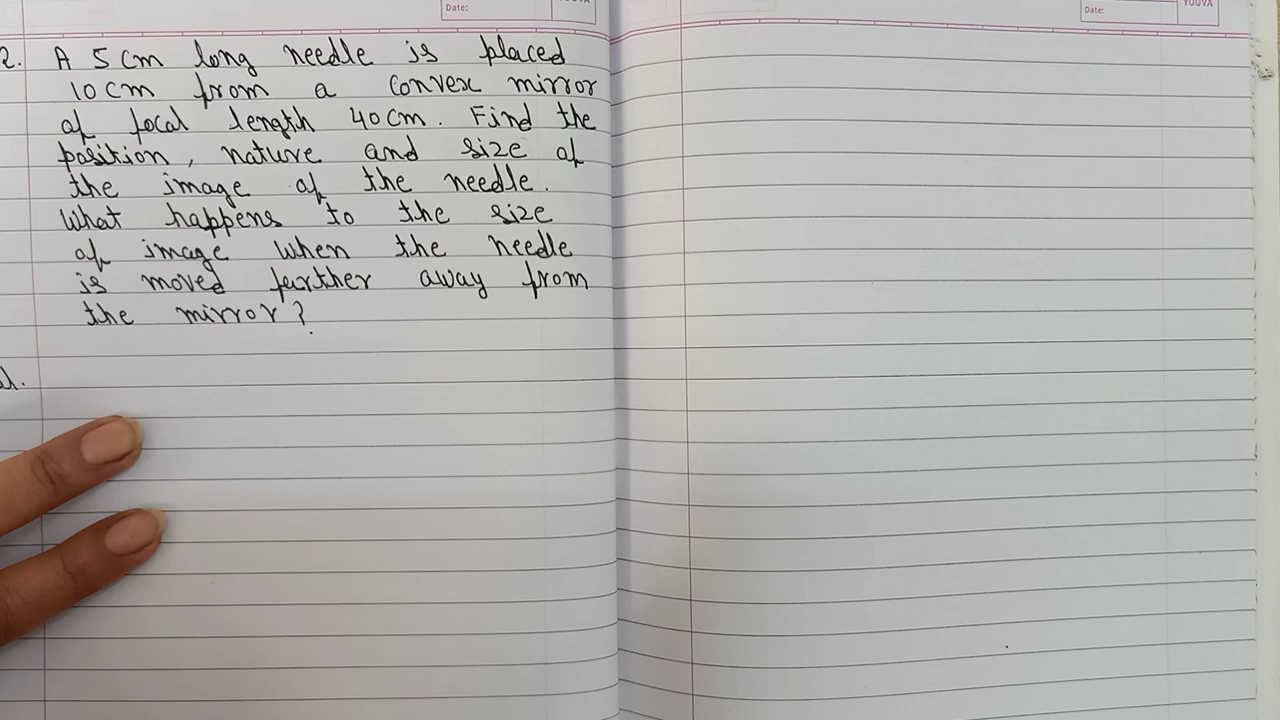 Date:
YOUVA
Date:
YOUVA
2. A 5 cm long needle is placed
10 cm from a convex mirror
of focal length 40 cm. Find the
position, nature and size of
the image of the needle.
What happens to the size
of image when the needle
is moved farther away from
the mirror?